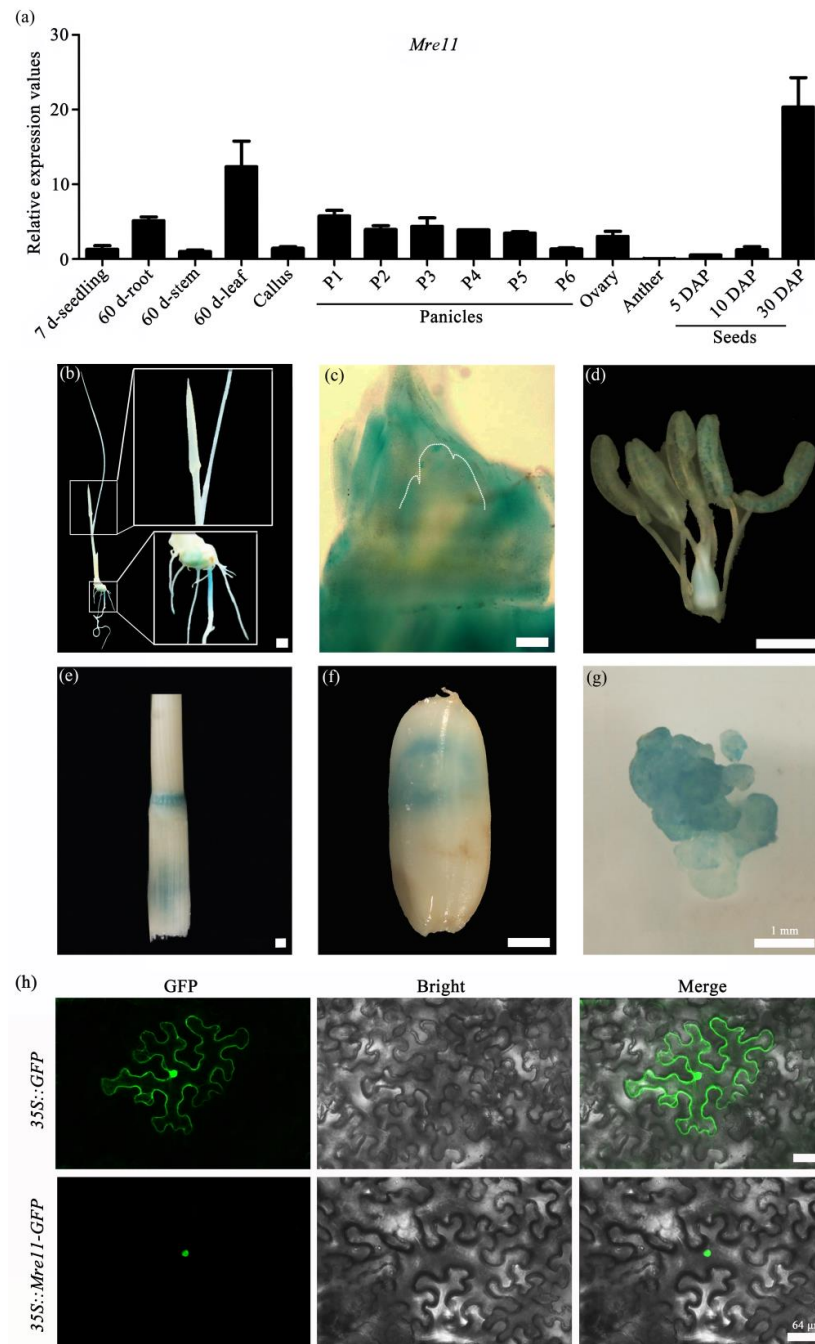 (a)
Mre11
Relative expression values
30
20
10
0
7 d-seedling
60 d-root
60 d-stem
60 d-leaf
Callus
P1
P2
P3
P4
P5
P6
Ovary
Anther
5 DAP
10 DAP
30 DAP
Panicles
Seeds
(b)
(c)
(d)
(e)
(f)
(g)
1 mm
(h)
GFP
Bright
Merge
35S::GFP
35S::Mre11-GFP
64